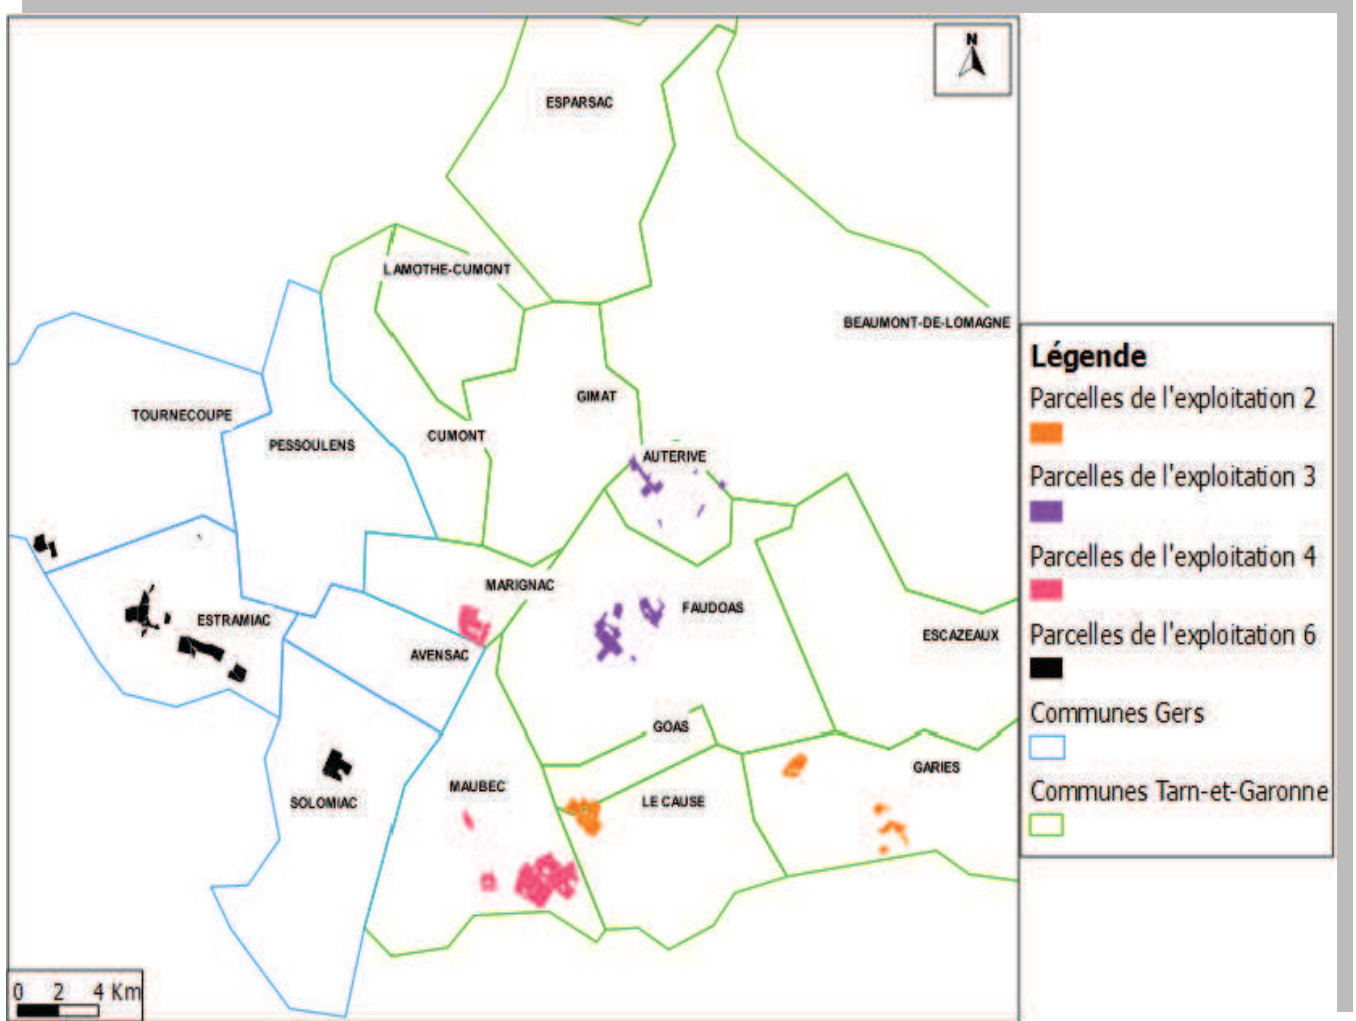 N
ESPARSAC
LAMOTHE-CUMONT
BEAUMONT-DE-LOMAGNE
GIMAT
TOURNECOUPE
CUMONT
PESSOULENS
AUTERIVE
MARIGNAC
FAUDOAS
ESTRAMIAC
ESCAZEAUX
AVENSAC
GOAS
GARIES
MAUBEC
SOLOMIAC
LE CAUSE
0 2 4 Km
Légende
Parcelles de l'exploitation 2
Parcelles de l'exploitation 3
Parcelles de l'exploitation 4
Parcelles de l'exploitation 6
Communes Gers
Communes Tarn-et-Garonne